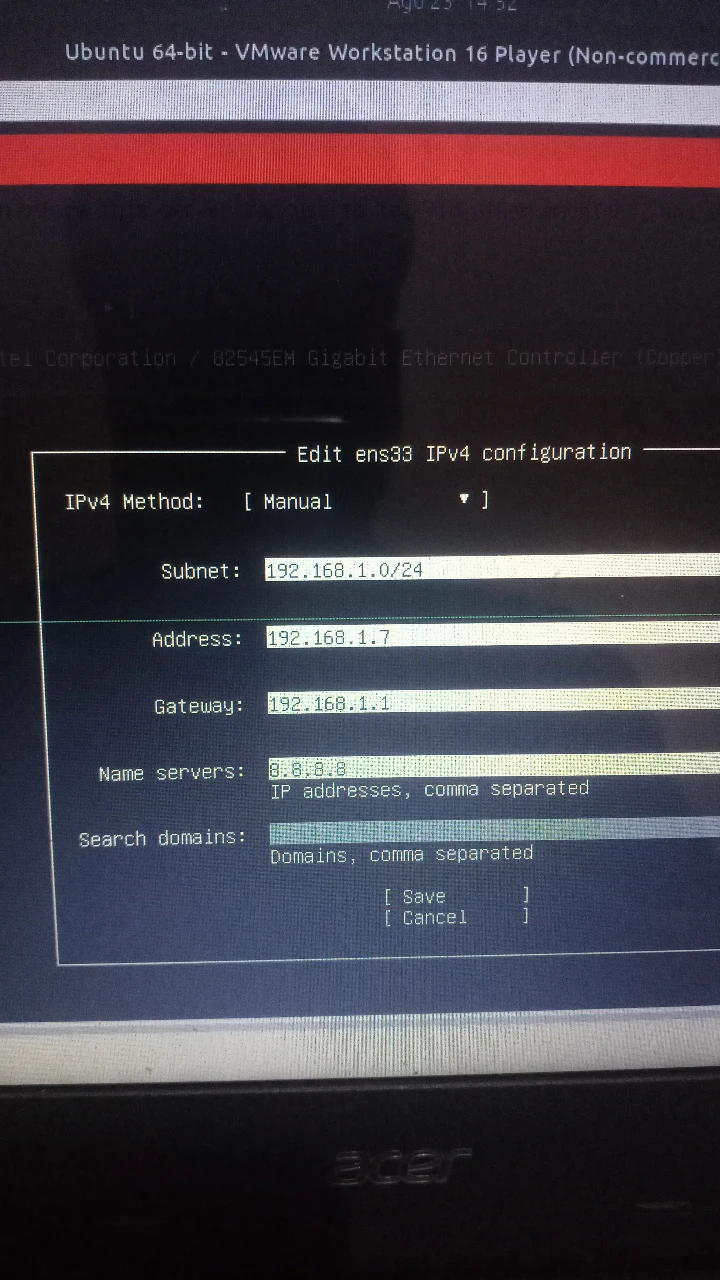 Ago 23 14:52
Ubuntu 64-bit - VMware Workstation 16 Player (Non-commerc
tel Corporation / 82545EM Gigabit Ethernet Controller (Copper
Edit ens33 IPv4 configuration
IPv4 Method: [ Manual ▼ ]
Subnet: 192.168.1.0/24
Address: 192.168.1.7
Gateway: 192.168.1.1
Name servers: 8.8.8.8
IP addresses, comma separated
Search domains:
Domains, comma separated
[ Save ]
[ Cancel ]
acer